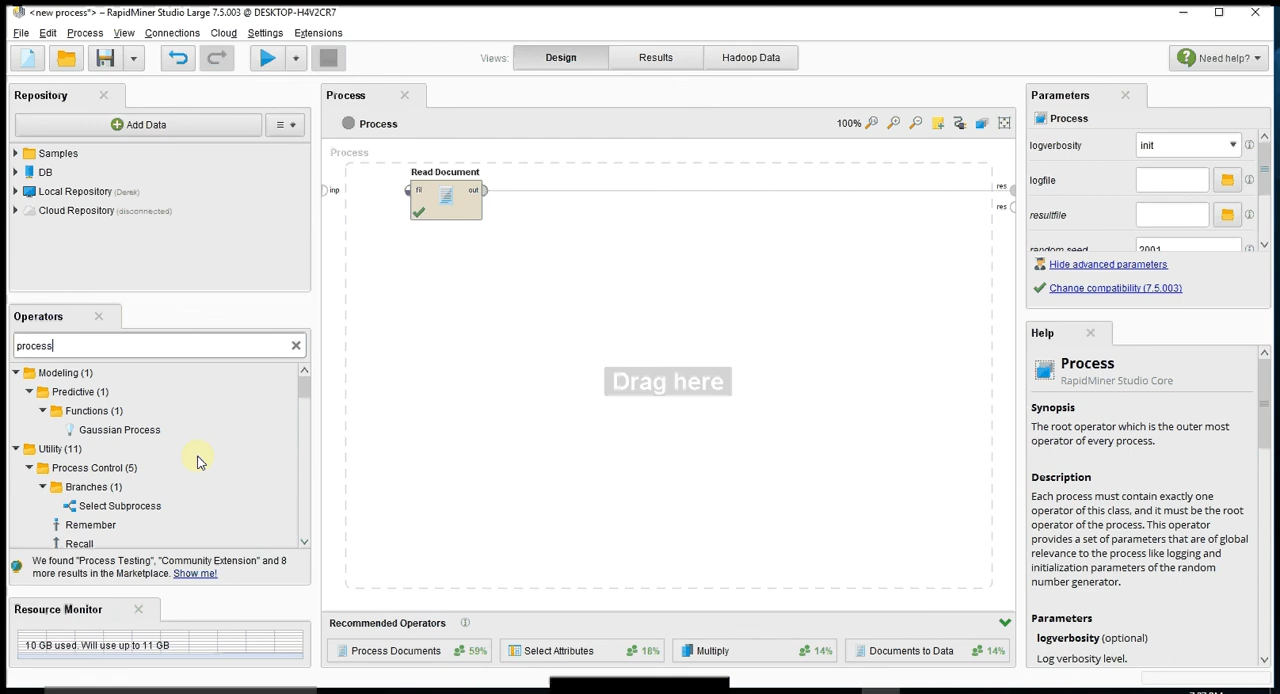 <new process*> – RapidMiner Studio Large 7.5.003 @ DESKTOP-H4V2CR7
File Edit Process View Connections Cloud Settings Extensions
Views: Design Results Hadoop Data Need help?
Repository
Add Data
Samples
DB
Local Repository (Derek)
Cloud Repository (disconnected)
Operators
process
Modeling (1)
Predictive (1)
Functions (1)
Gaussian Process
Utility (11)
Process Control (5)
Branches (1)
Select Subprocess
Remember
Recall
We found "Process Testing", "Community Extension" and 8
more results in the Marketplace. Show me!
Resource Monitor
10 GB used. Will use up to 11 GB
Process
Process
100%
Process
Read Document
inp
fil out
res
res
Drag here
Recommended Operators
Process Documents 59%
Select Attributes 18%
Multiply 14%
Documents to Data 14%
Parameters
Process
logverbosity init
logfile
resultfile
random seed 2001
Hide advanced parameters
Change compatibility (7.5.003)
Help
Process
RapidMiner Studio Core
Synopsis
The root operator which is the outer most
operator of every process.
Description
Each process must contain exactly one
operator of this class, and it must be the root
operator of the process. This operator
provides a set of parameters that are of global
relevance to the process like logging and
initialization parameters of the random
number generator.
Parameters
logverbosity (optional)
Log verbosity level.